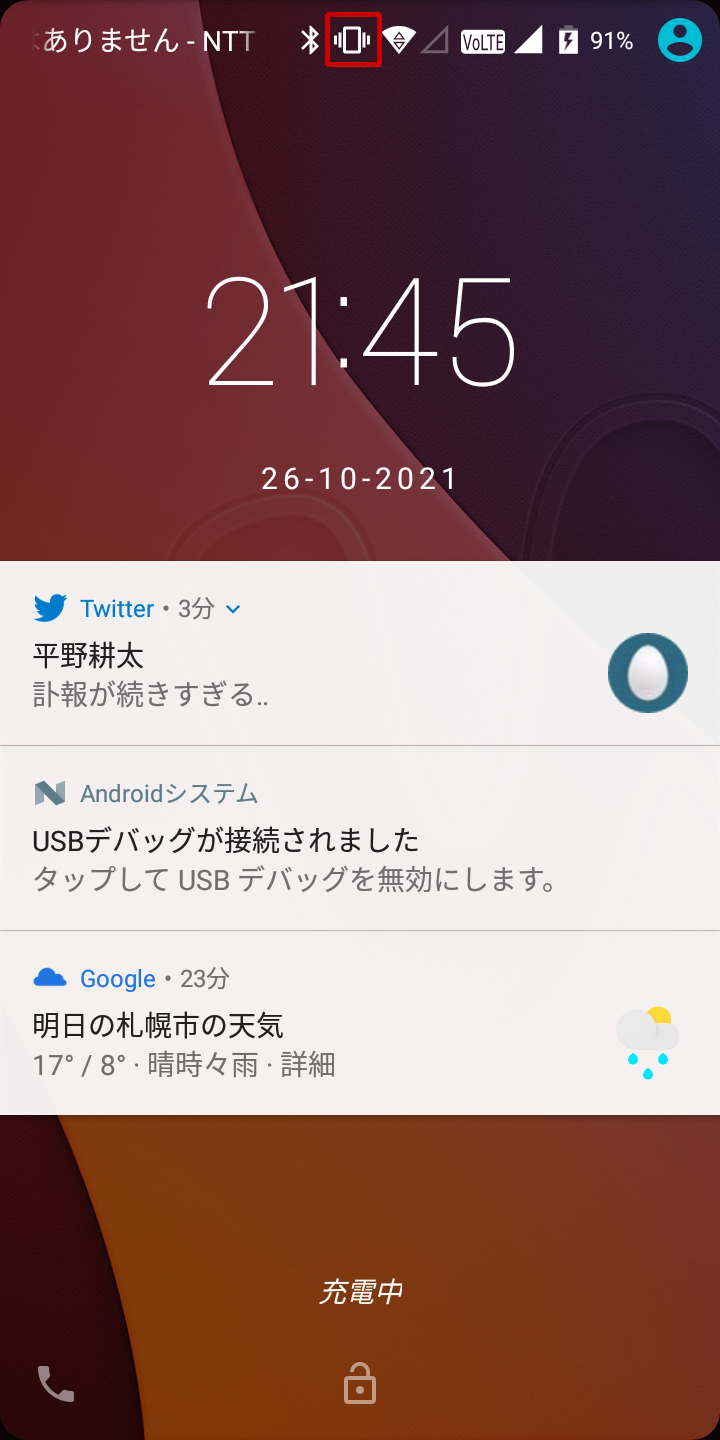 ありません - NTT
VoLTE
91%
21:45
26-10-2021
Twitter • 3分
平野耕太
訃報が続きすぎる..
Androidシステム
USBデバッグが接続されました
タップして USB デバッグを無効にします。
Google • 23分
明日の札幌市の天気
17° / 8° · 晴時々雨 · 詳細
充電中